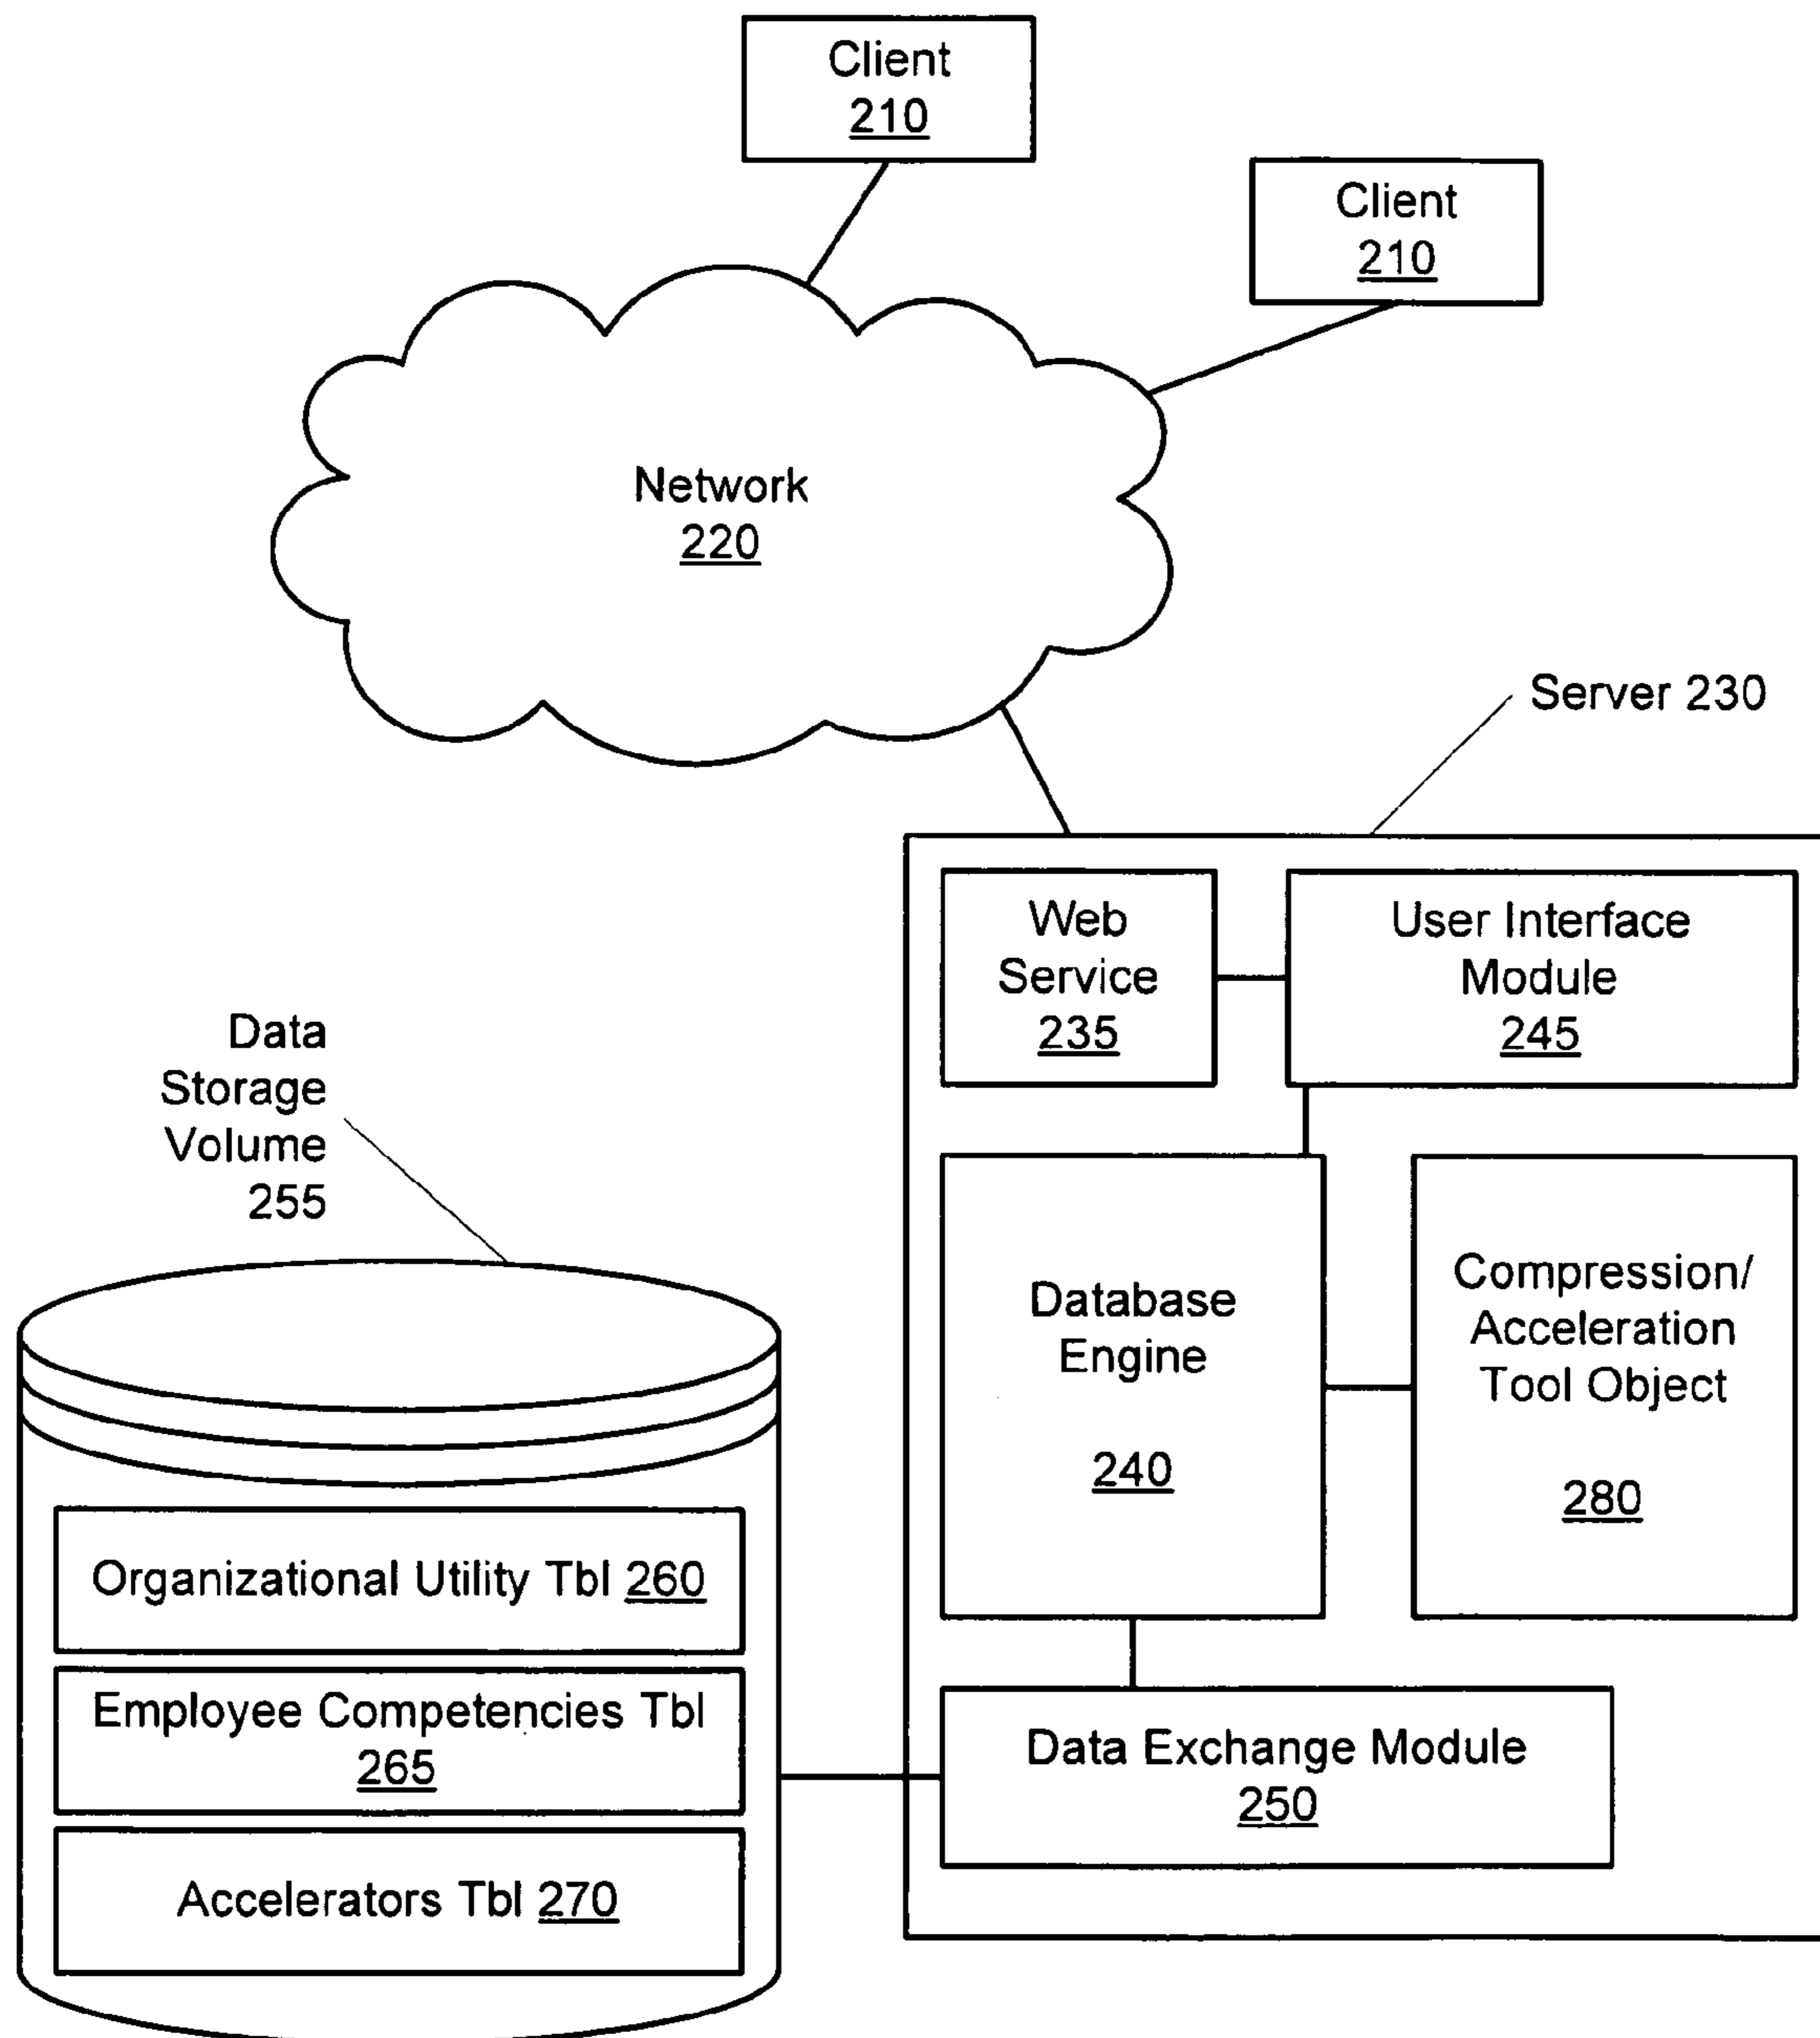 Client
210
Client
210
Network
220
Server 230
Web
Service
235
User Interface
Module
245
Data
Storage
Volume
255
Database
Engine
240
Compression/
Acceleration
Tool Object
280
Organizational Utility Tbl 260
Employee Competencies Tbl
265
Accelerators Tbl 270
Data Exchange Module
250